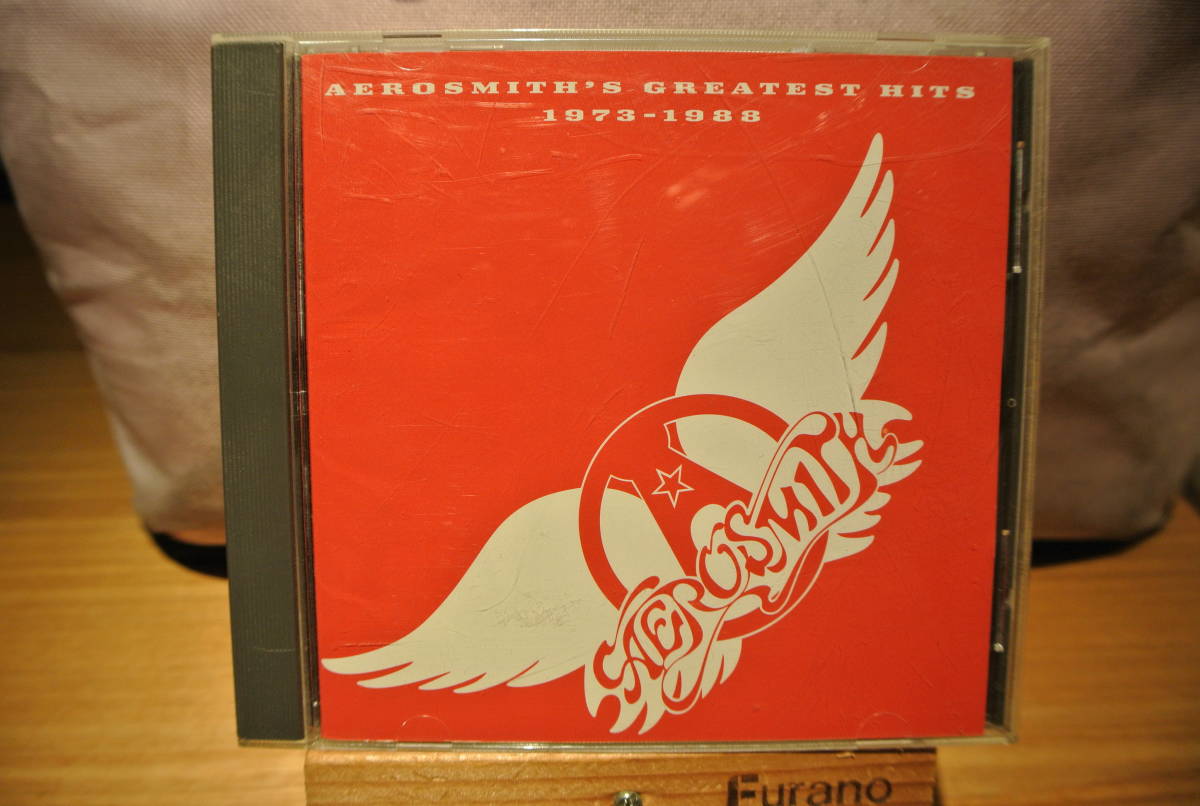 AEROSMITH'S GREATEST HITS
1973-1988
AEROSMITH
Furano